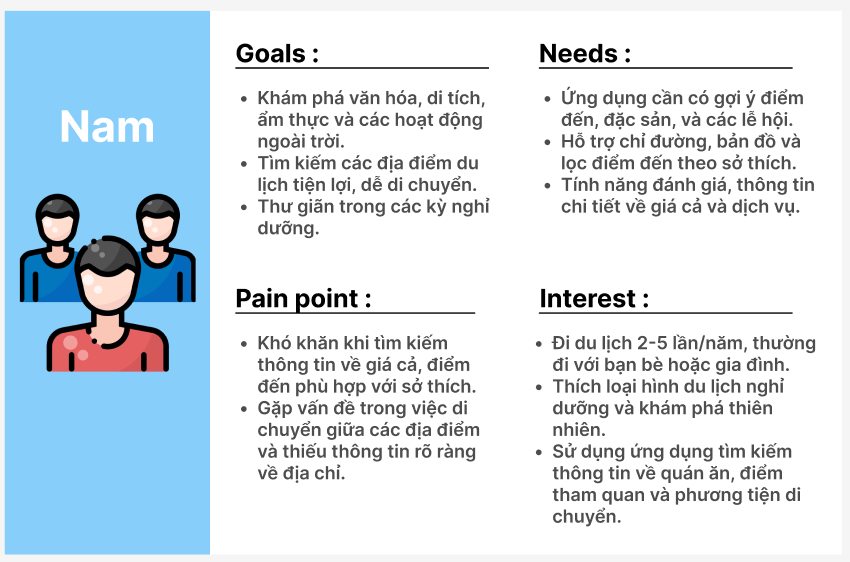 Nam
Goals :
• Khám phá văn hóa, di tích,
ẩm thực và các hoạt động
ngoài trời.
• Tìm kiếm các địa điểm du
lịch tiện lợi, dễ di chuyển.
• Thư giãn trong các kỳ nghỉ
dưỡng.
Needs :
• Ứng dụng cần có gợi ý điểm
đến, đặc sản, và các lễ hội.
• Hỗ trợ chỉ đường, bản đồ và
lọc điểm đến theo sở thích.
• Tính năng đánh giá, thông tin
chi tiết về giá cả và dịch vụ.
Pain point :
• Khó khăn khi tìm kiếm
thông tin về giá cả, điểm
đến phù hợp với sở thích.
• Gặp vấn đề trong việc di
chuyển giữa các địa điểm
và thiếu thông tin rõ ràng
về địa chỉ.
Interest :
• Đi du lịch 2-5 lần/năm, thường
đi với bạn bè hoặc gia đình.
• Thích loại hình du lịch nghỉ
dưỡng và khám phá thiên
nhiên.
• Sử dụng ứng dụng tìm kiếm
thông tin về quán ăn, điểm
tham quan và phương tiện di
chuyển.